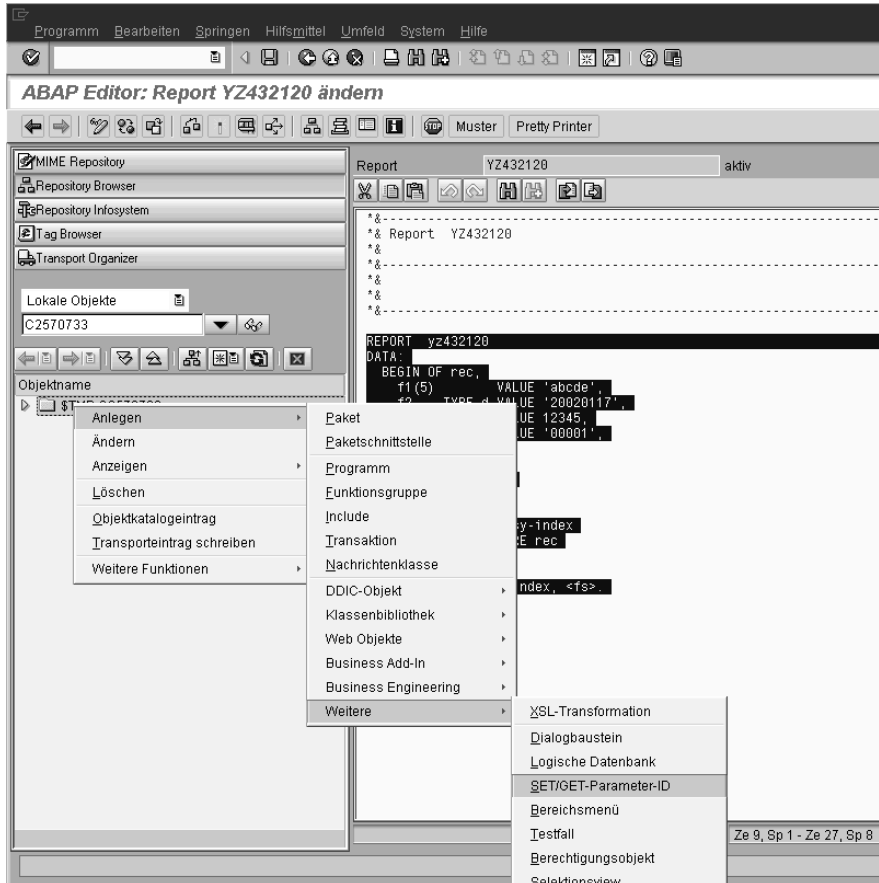 Programm Bearbeiten Springen Hilfsmittel Umfeld System Hilfe
ABAP Editor: Report YZ432120 ändern
Muster Pretty Printer
MIME Repository
Repository Browser
Repository Infosystem
Tag Browser
Transport Organizer
Lokale Objekte
C2570733
Objektname
Anlegen
Ändern
Anzeigen
Löschen
Objektkatalogeintrag
Transporteintrag schreiben
Weitere Funktionen
Paket
Paketschnittstelle
Programm
Funktionsgruppe
Include
Transaktion
Nachrichtenklasse
DDIC-Objekt
Klassenbibliothek
Web Objekte
Business Add-In
Business Engineering
Weitere
XSL-Transformation
Dialogbaustein
Logische Datenbank
SET/GET-Parameter-ID
Bereichsmenü
Testfall
Berechtigungsobjekt
Selektionsview
Report YZ432120 aktiv
*&---------------------------------------------------------------
*& Report YZ432120
*&
*&---------------------------------------------------------------
*&
*&
*&---------------------------------------------------------------
REPORT yz432120
DATA:
BEGIN OF rec,
f1(5) VALUE 'abcde',
f2 TYPE d VALUE '20020117',
UE 12345,
UE '00001',
sy-index
RE rec
ndex, <fs>.
Ze 9, Sp 1 - Ze 27, Sp 8